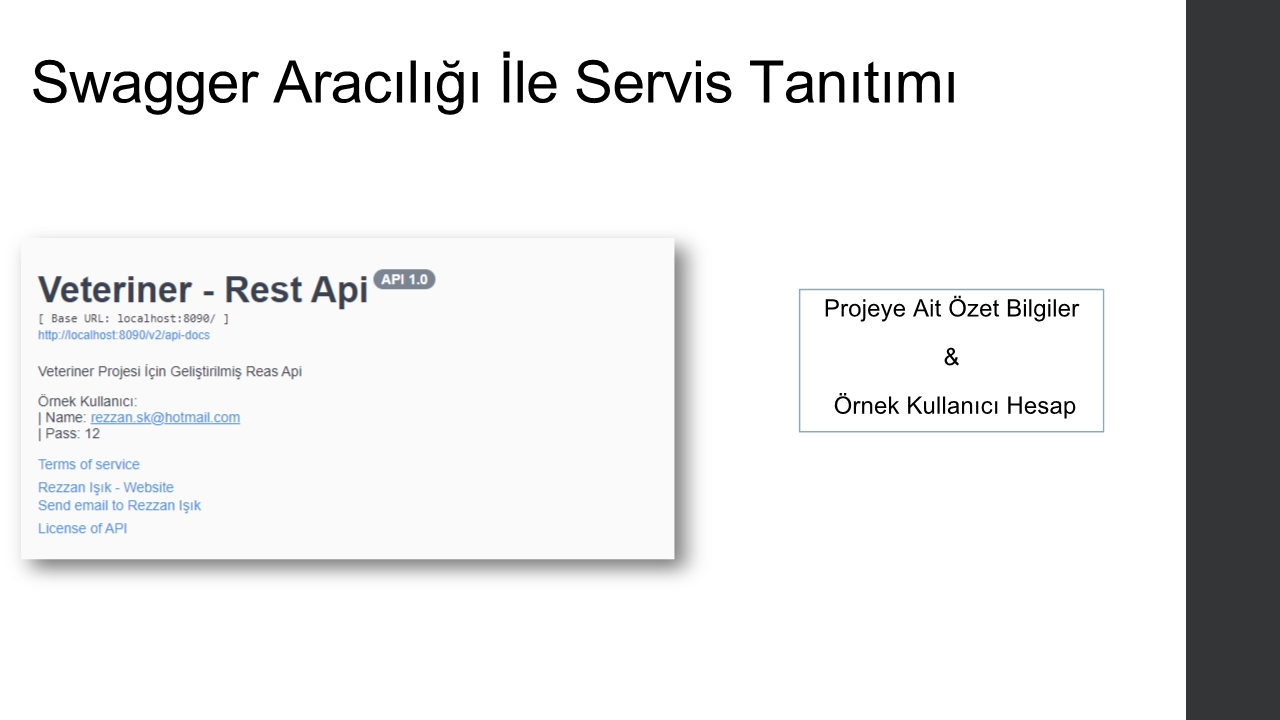 Swagger Aracılığı İle Servis Tanıtımı
Veteriner - Rest Api API 1.0
[ Base URL: localhost:8090/ ]
http://localhost:8090/v2/api-docs
Veteriner Projesi İçin Geliştirilmiş Reas Api
Örnek Kullanıcı:
| Name: rezzan.sk@hotmail.com
| Pass: 12
Terms of service
Rezzan Işık - Website
Send email to Rezzan Işık
License of API
Projeye Ait Özet Bilgiler
&
Örnek Kullanıcı Hesap